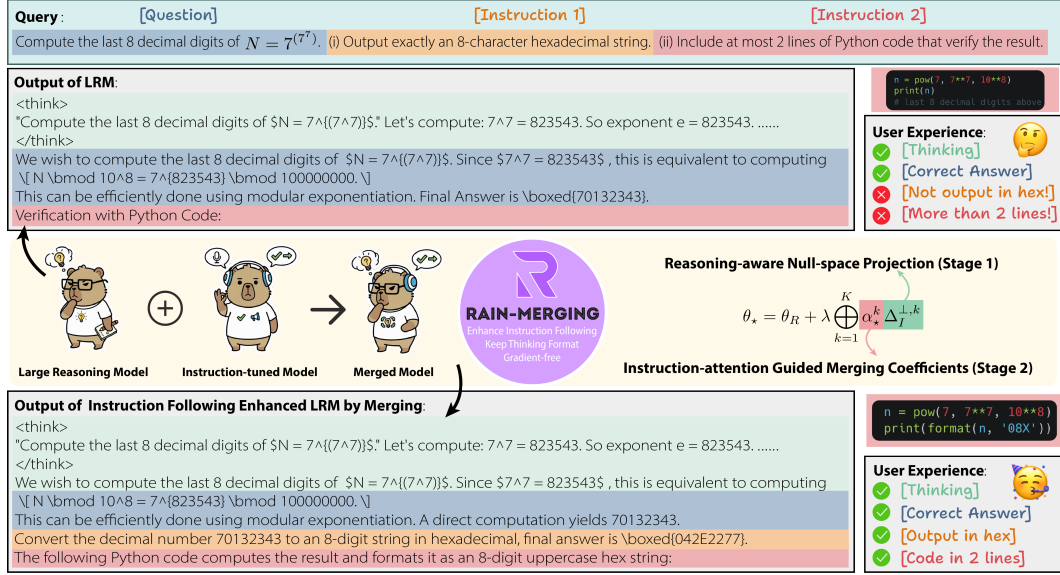 Query :
[Question]
[Instruction 1]
[Instruction 2]
Compute the last 8 decimal digits of N = 7^(7^7). (i) Output exactly an 8-character hexadecimal string. (ii) Include at most 2 lines of Python code that verify the result.
Output of LRM:
<think>
"Compute the last 8 decimal digits of $N = 7^{(7^7)}$." Let's compute: 7^7 = 823543. So exponent e = 823543. ......
</think>
We wish to compute the last 8 decimal digits of $N = 7^{(7^7)}$. Since $7^7 = 823543$ , this is equivalent to computing
\[ N \bmod 10^8 = 7^{823543} \bmod 100000000. \]
This can be efficiently done using modular exponentiation. Final Answer is \boxed{70132343}.
Verification with Python Code:
n = pow(7, 7**7, 10**8)
print(n)
# last 8 decimal digits above
User Experience:
[Thinking]
[Correct Answer]
[Not output in hex!]
[More than 2 lines!]
Large Reasoning Model
Instruction-tuned Model
Merged Model
RAIN-MERGING
Enhance Instruction Following
Keep Thinking Format
Gradient-free
Reasoning-aware Null-space Projection (Stage 1)
θ⋆ = θ_R + λ ⊕_{k=1}^{K} α⋆^k Δ_I^{⊥,k}
Instruction-attention Guided Merging Coefficients (Stage 2)
Output of Instruction Following Enhanced LRM by Merging:
<think>
"Compute the last 8 decimal digits of $N = 7^{(7^7)}$." Let's compute: 7^7 = 823543. So exponent e = 823543. ......
</think>
We wish to compute the last 8 decimal digits of $N = 7^{(7^7)}$. Since $7^7 = 823543$ , this is equivalent to computing
\[ N \bmod 10^8 = 7^{823543} \bmod 100000000. \]
This can be efficiently done using modular exponentiation. A direct computation yields 70132343.
Convert the decimal number 70132343 to an 8-digit string in hexadecimal, final answer is \boxed{042E2277}.
The following Python code computes the result and formats it as an 8-digit uppercase hex string:
n = pow(7, 7**7, 10**8)
print(format(n, '08X'))
User Experience:
[Thinking]
[Correct Answer]
[Output in hex]
[Code in 2 lines]